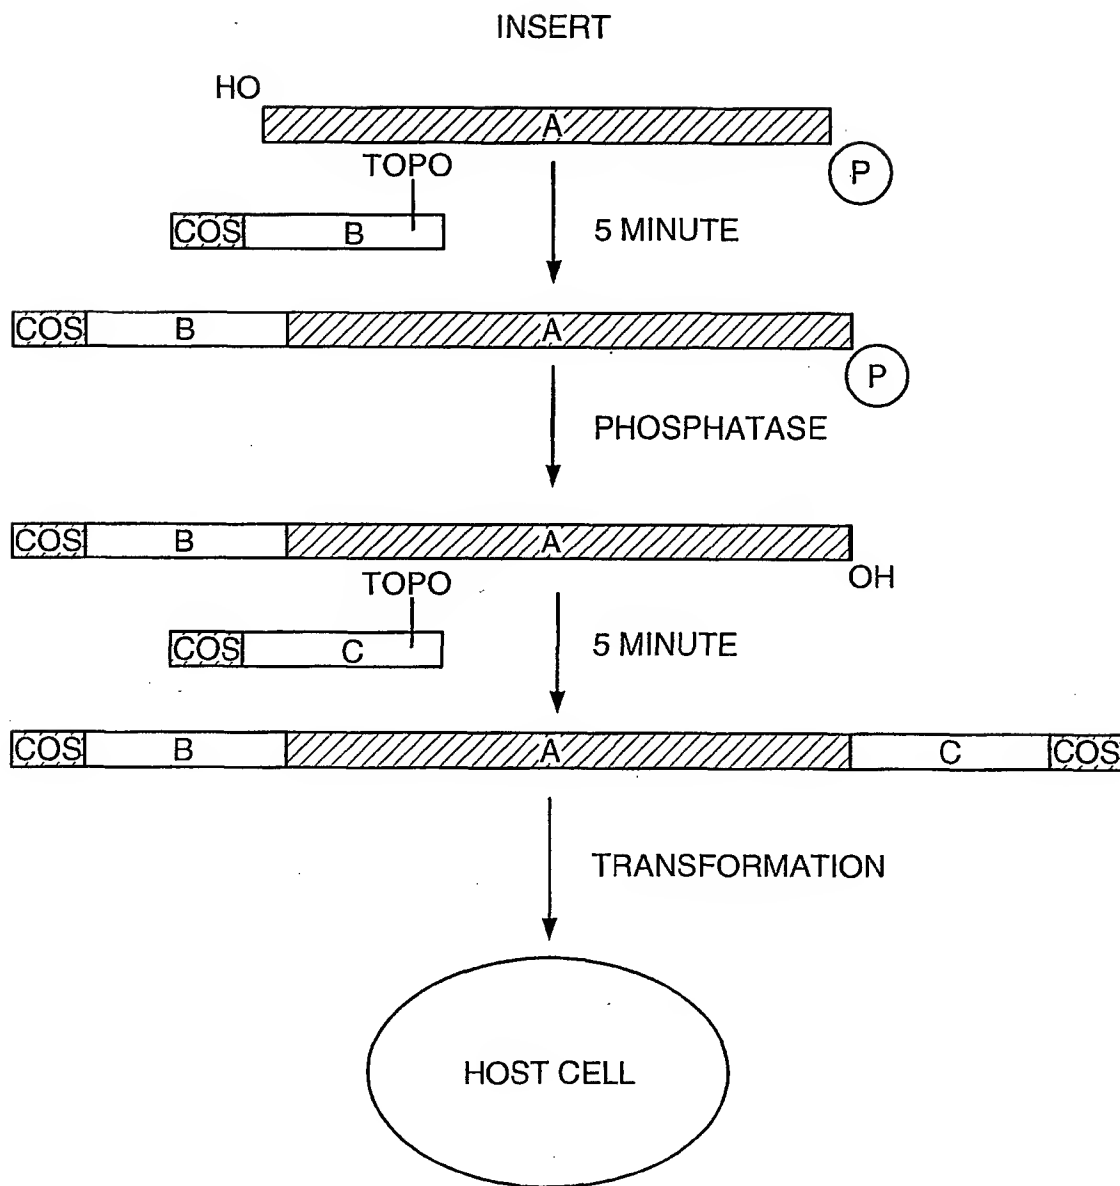 INSERT
HO
A
P
TOPO
COS B
5 MINUTE
COS B A
P
PHOSPHATASE
COS B A
OH
TOPO
COS C
5 MINUTE
COS B A C COS
TRANSFORMATION
HOST CELL